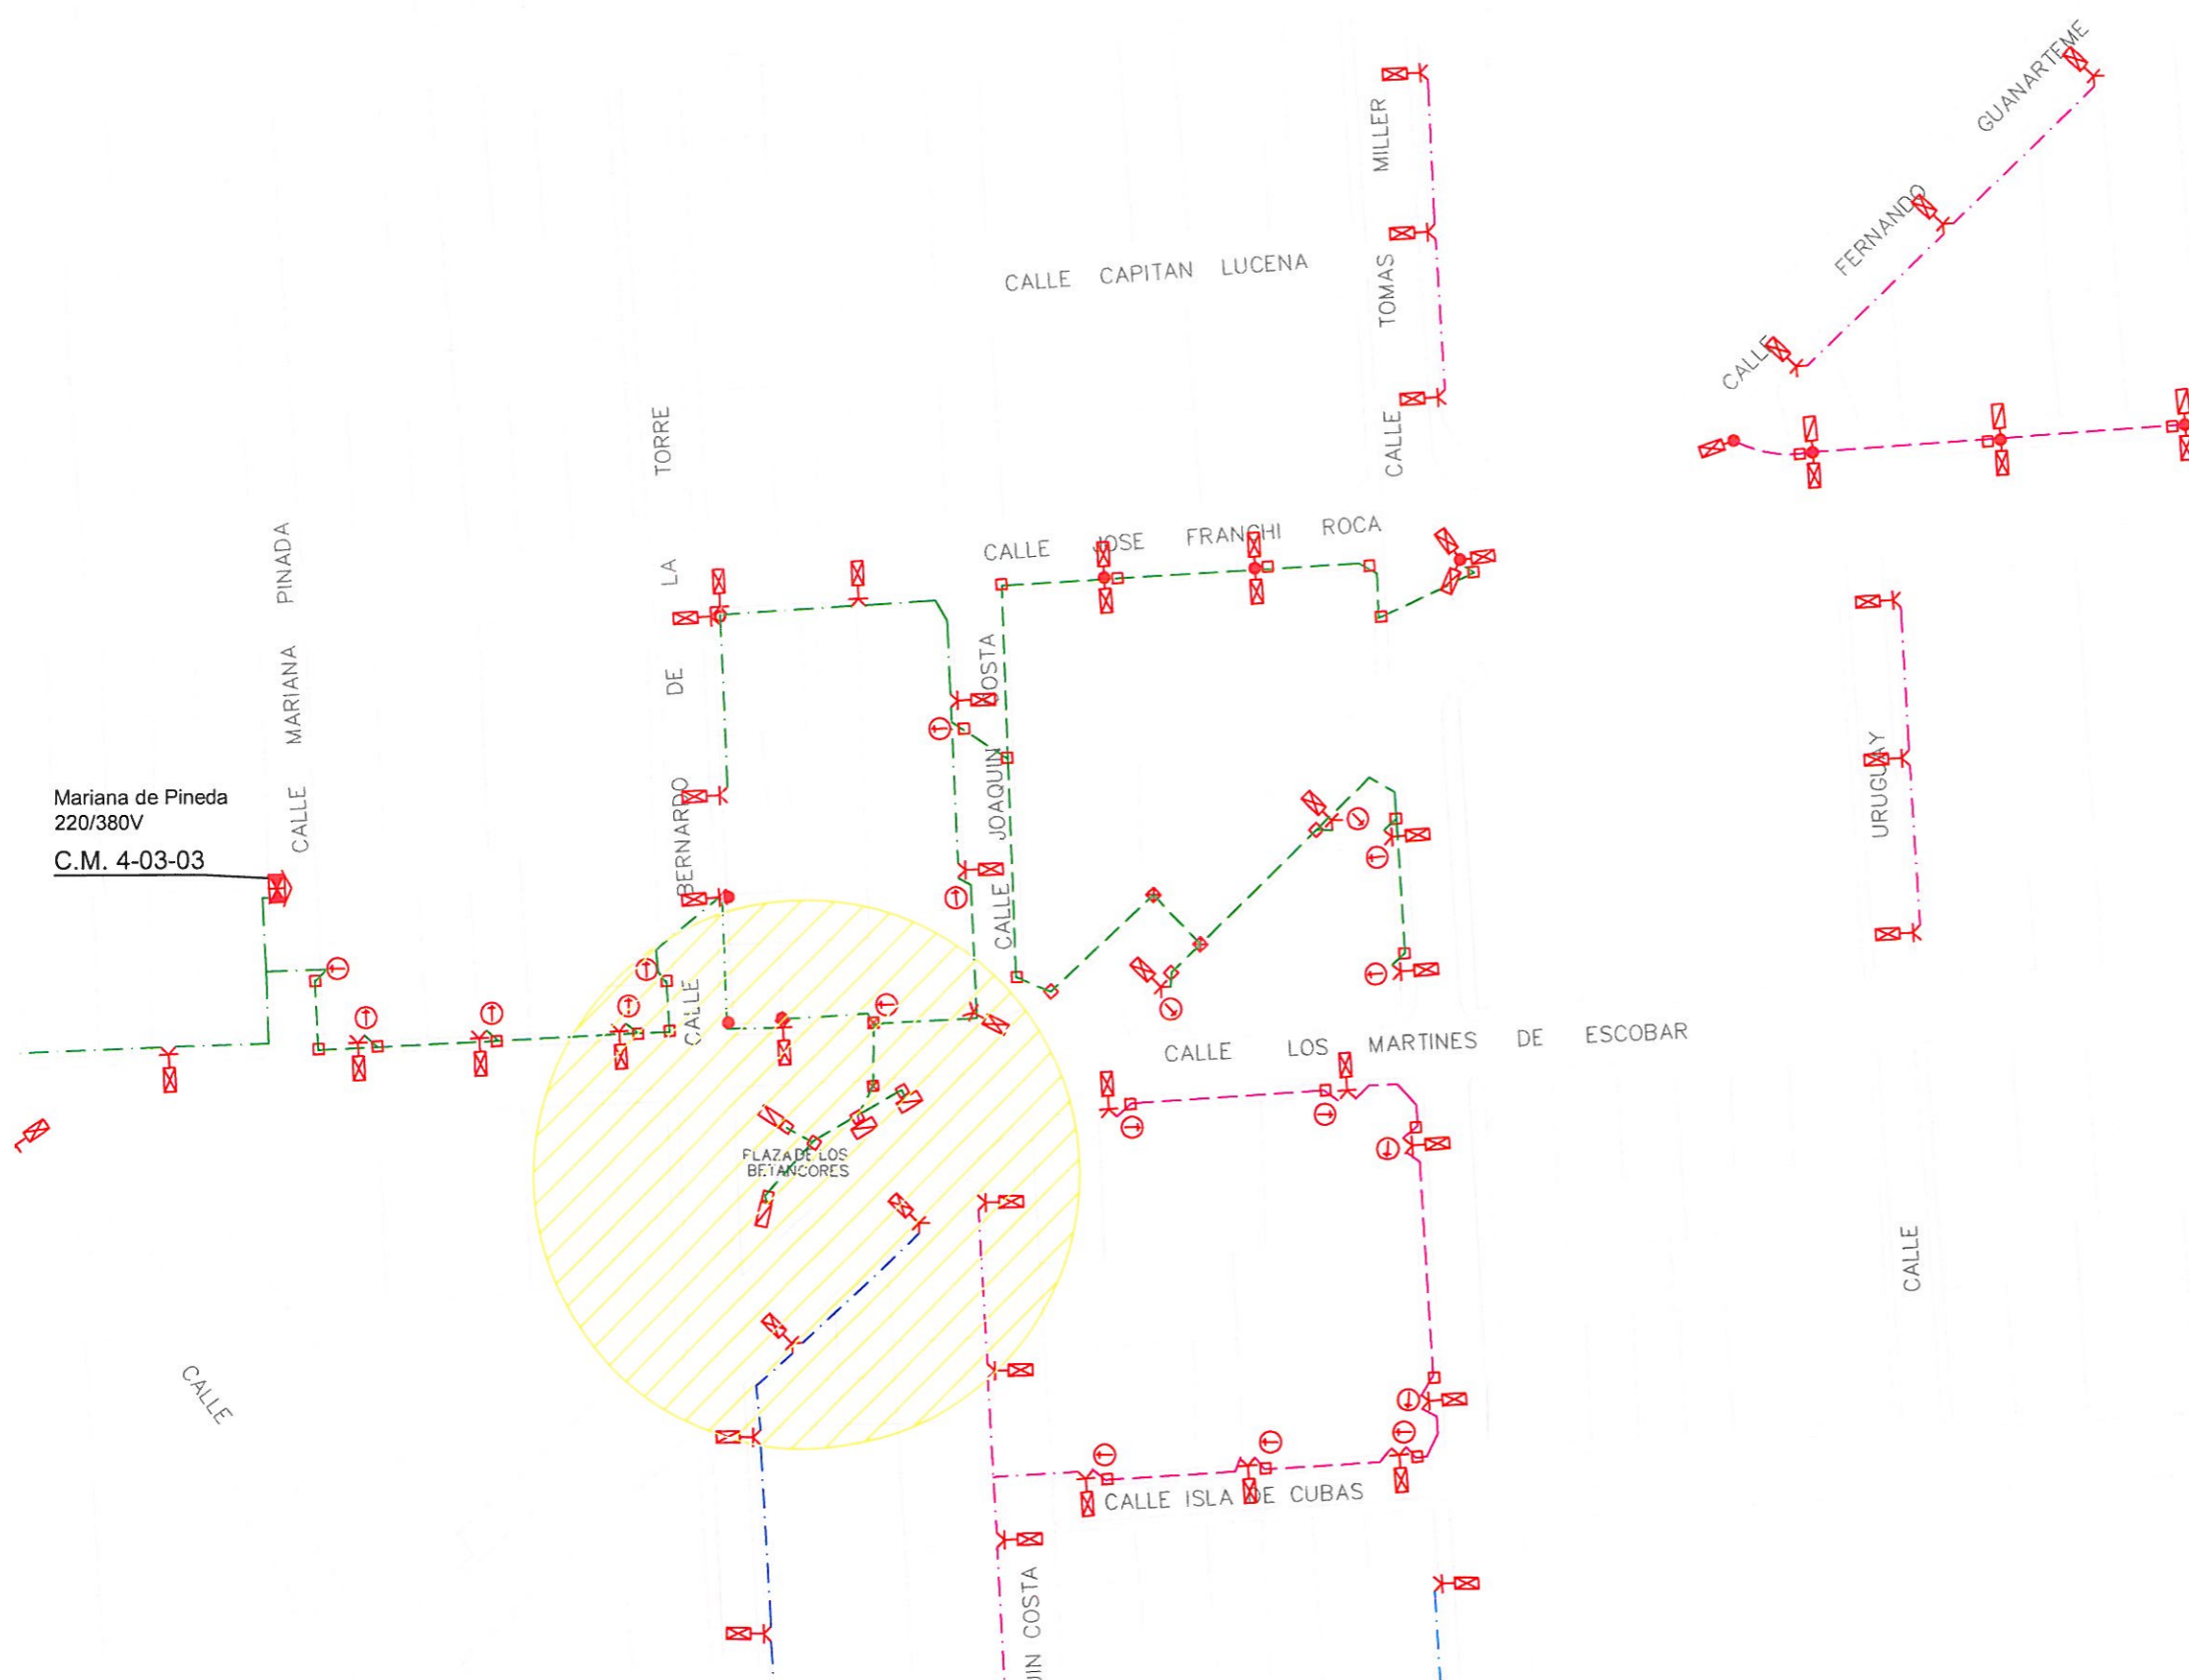 CALLE FERNANDO GUANARTEME
CALLE TOMAS MILLER
CALLE CAPITAN LUCENA
CALLE JOSE FRANCHI ROCA
CALLE BERNARDO DE LA TORRE
CALLE MARIANA PINADA
CALLE JOAQUIN COSTA
CALLE URUGUAY
Mariana de Pineda
220/380V
C.M. 4-03-03
CALLE LOS MARTINES DE ESCOBAR
PLAZA DE LOS
BETANCORES
CALLE
CALLE ISLA DE CUBAS
UIN COSTA